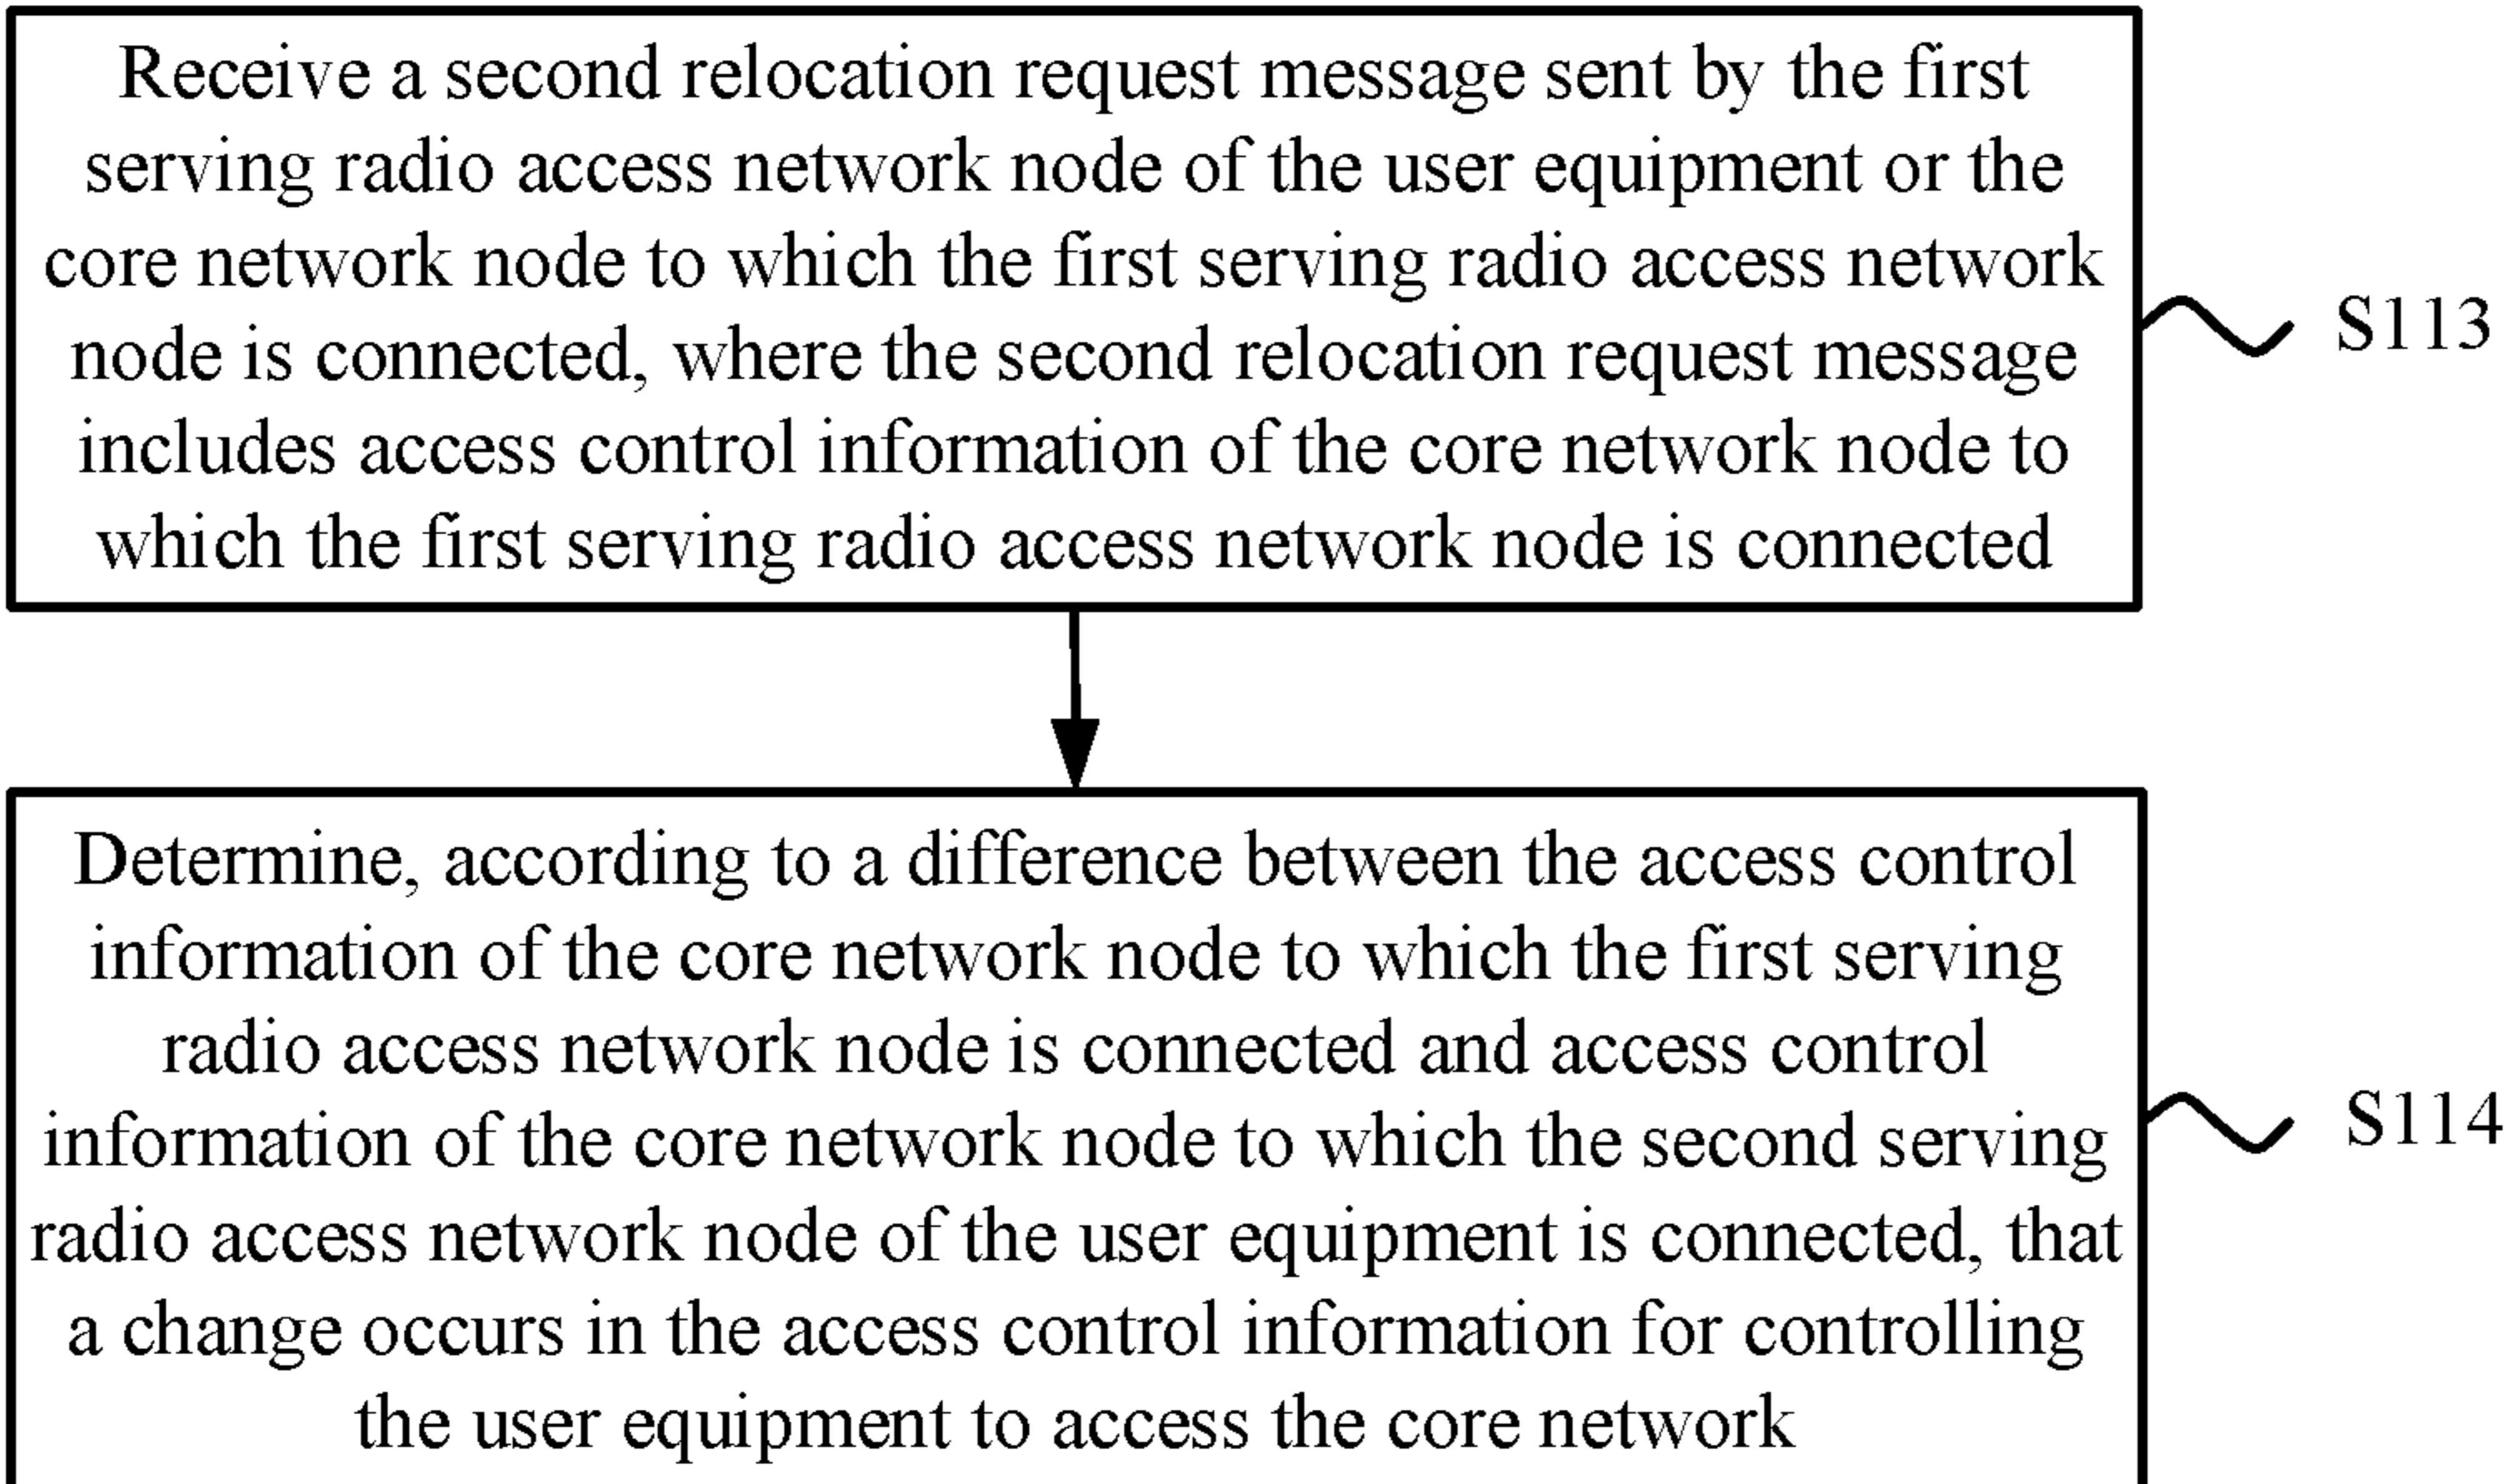 Receive a second relocation request message sent by the first
serving radio access network node of the user equipment or the
core network node to which the first serving radio access network
node is connected, where the second relocation request message
includes access control information of the core network node to
which the first serving radio access network node is connected
S113
Determine, according to a difference between the access control
information of the core network node to which the first serving
radio access network node is connected and access control
information of the core network node to which the second serving
radio access network node of the user equipment is connected, that
a change occurs in the access control information for controlling
the user equipment to access the core network
S114